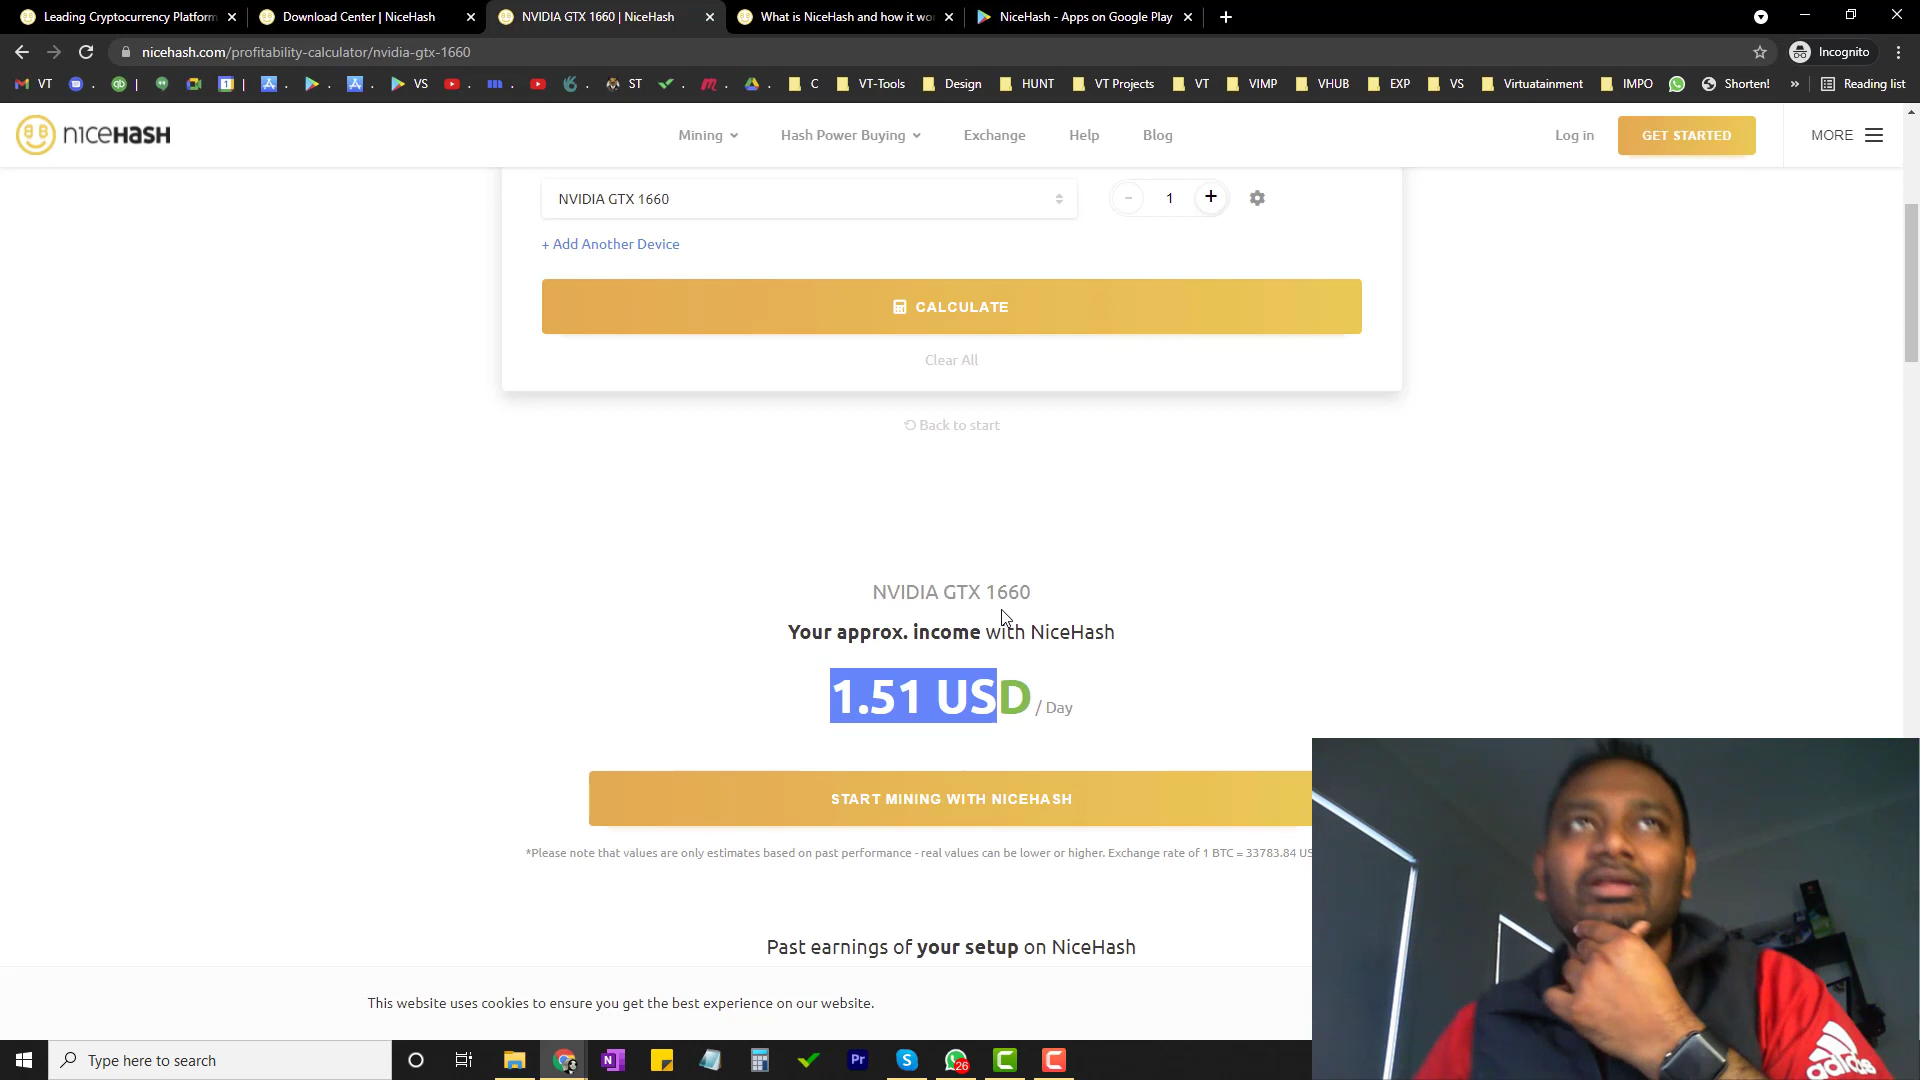 Leading Cryptocurrency Platform
Download Center | NiceHash
NVIDIA GTX 1660 | NiceHash
What is NiceHash and how it wo
NiceHash - Apps on Google Play
nicehash.com/profitability-calculator/nvidia-gtx-1660
Incognito
VT
VS
ST
C
VT-Tools
Design
HUNT
VT Projects
VT
VIMP
VHUB
EXP
VS
Virtuatainment
IMPO
Shorten!
»
Reading list
NICEHASH
Mining
Hash Power Buying
Exchange
Help
Blog
Log in
GET STARTED
MORE
NVIDIA GTX 1660
- 1 +
+ Add Another Device
CALCULATE
Clear All
Back to start
NVIDIA GTX 1660
Your approx. income with NiceHash
1.51 USD / Day
START MINING WITH NICEHASH
*Please note that values are only estimates based on past performance - real values can be lower or higher. Exchange rate of 1 BTC = 33783.84 US
Past earnings of your setup on NiceHash
This website uses cookies to ensure you get the best experience on our website.
Type here to search
Pr
26
adidas